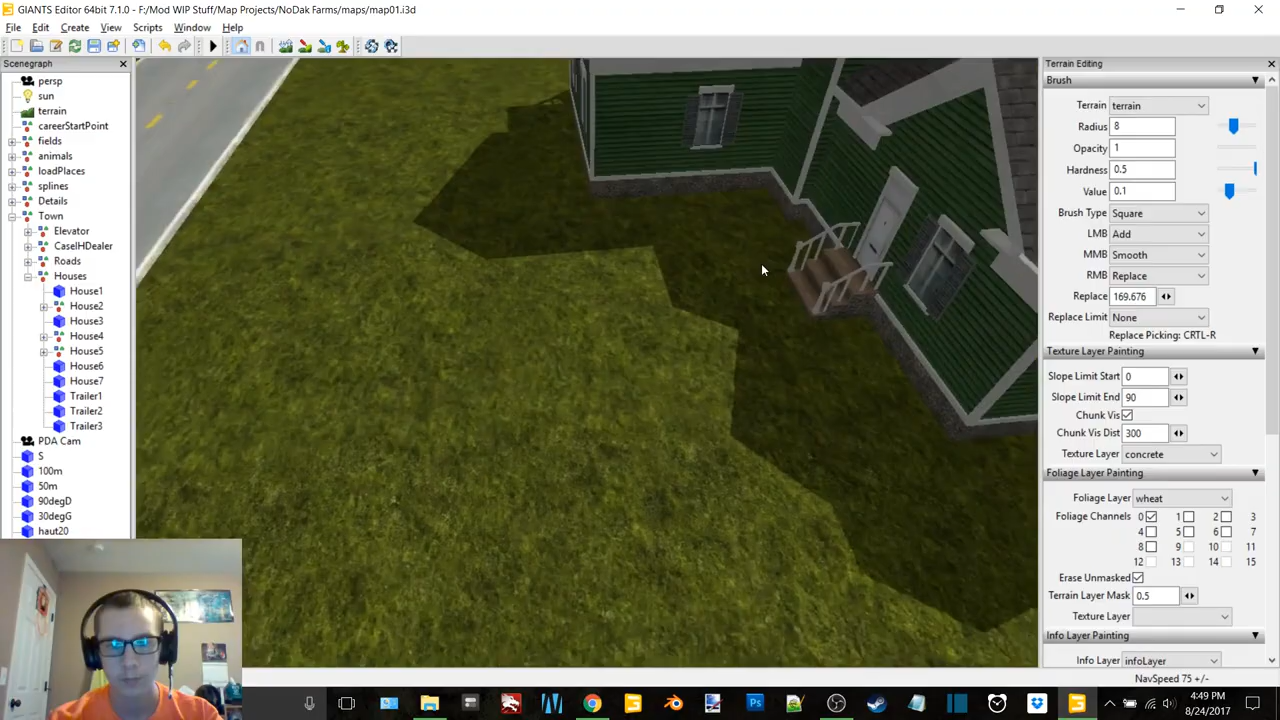 GIANTS Editor 64bit 7.1.0 - F:/Mod WIP Stuff/Map Projects/NoDak Farms/maps/map01.i3d
File Edit Create View Scripts Window Help
Scenegraph
persp
sun
terrain
careerStartPoint
fields
animals
loadPlaces
splines
Details
Town
Elevator
CaseIHDealer
Roads
Houses
House1
House2
House3
House4
House5
House6
House7
Trailer1
Trailer2
Trailer3
PDA Cam
S
100m
50m
90degD
30degG
haut20
Terrain Editing
Brush
Terrain terrain
Radius 8
Opacity 1
Hardness 0.5
Value 0.1
Brush Type Square
LMB Add
MMB Smooth
RMB Replace
Replace 169.676
Replace Limit None
Replace Picking: CRTL-R
Texture Layer Painting
Slope Limit Start 0
Slope Limit End 90
Chunk Vis
Chunk Vis Dist 300
Texture Layer concrete
Foliage Layer Painting
Foliage Layer wheat
Foliage Channels 0 1 2 3
4 5 6 7
8 9 10 11
12 13 14 15
Erase Unmasked
Terrain Layer Mask 0.5
Texture Layer
Info Layer Painting
Info Layer infoLayer
NavSpeed 75 +/-
4:49 PM
8/24/2017